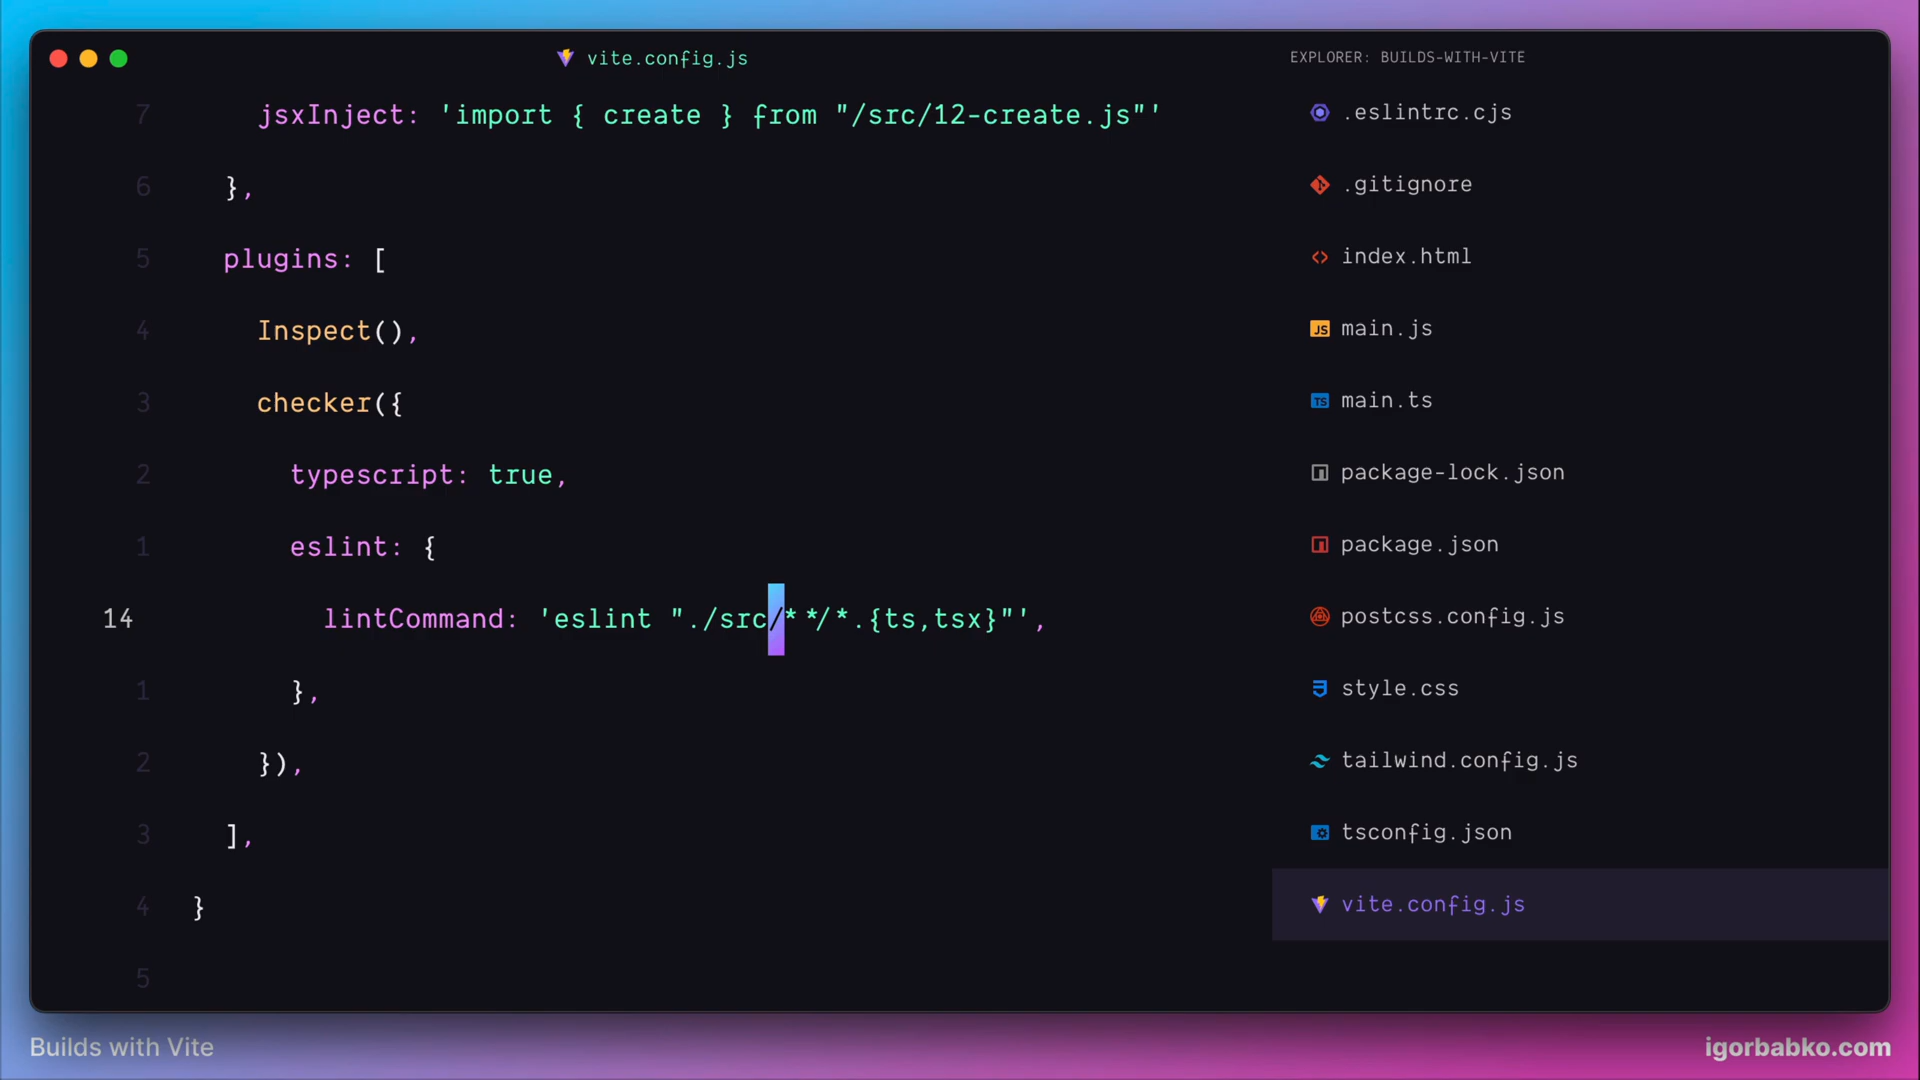 vite.config.js
7 jsxInject: 'import { create } from "/src/12-create.js"'
6 },
5 plugins: [
4 Inspect(),
3 checker({
2 typescript: true,
1 eslint: {
14 lintCommand: 'eslint "./src/**/*.{ts,tsx}"',
1 },
2 }),
3 ],
4 }
5
EXPLORER: BUILDS-WITH-VITE
.eslintrc.cjs
.gitignore
index.html
JS main.js
TS main.ts
package-lock.json
package.json
postcss.config.js
style.css
tailwind.config.js
tsconfig.json
vite.config.js
Builds with Vite
igorbabko.com